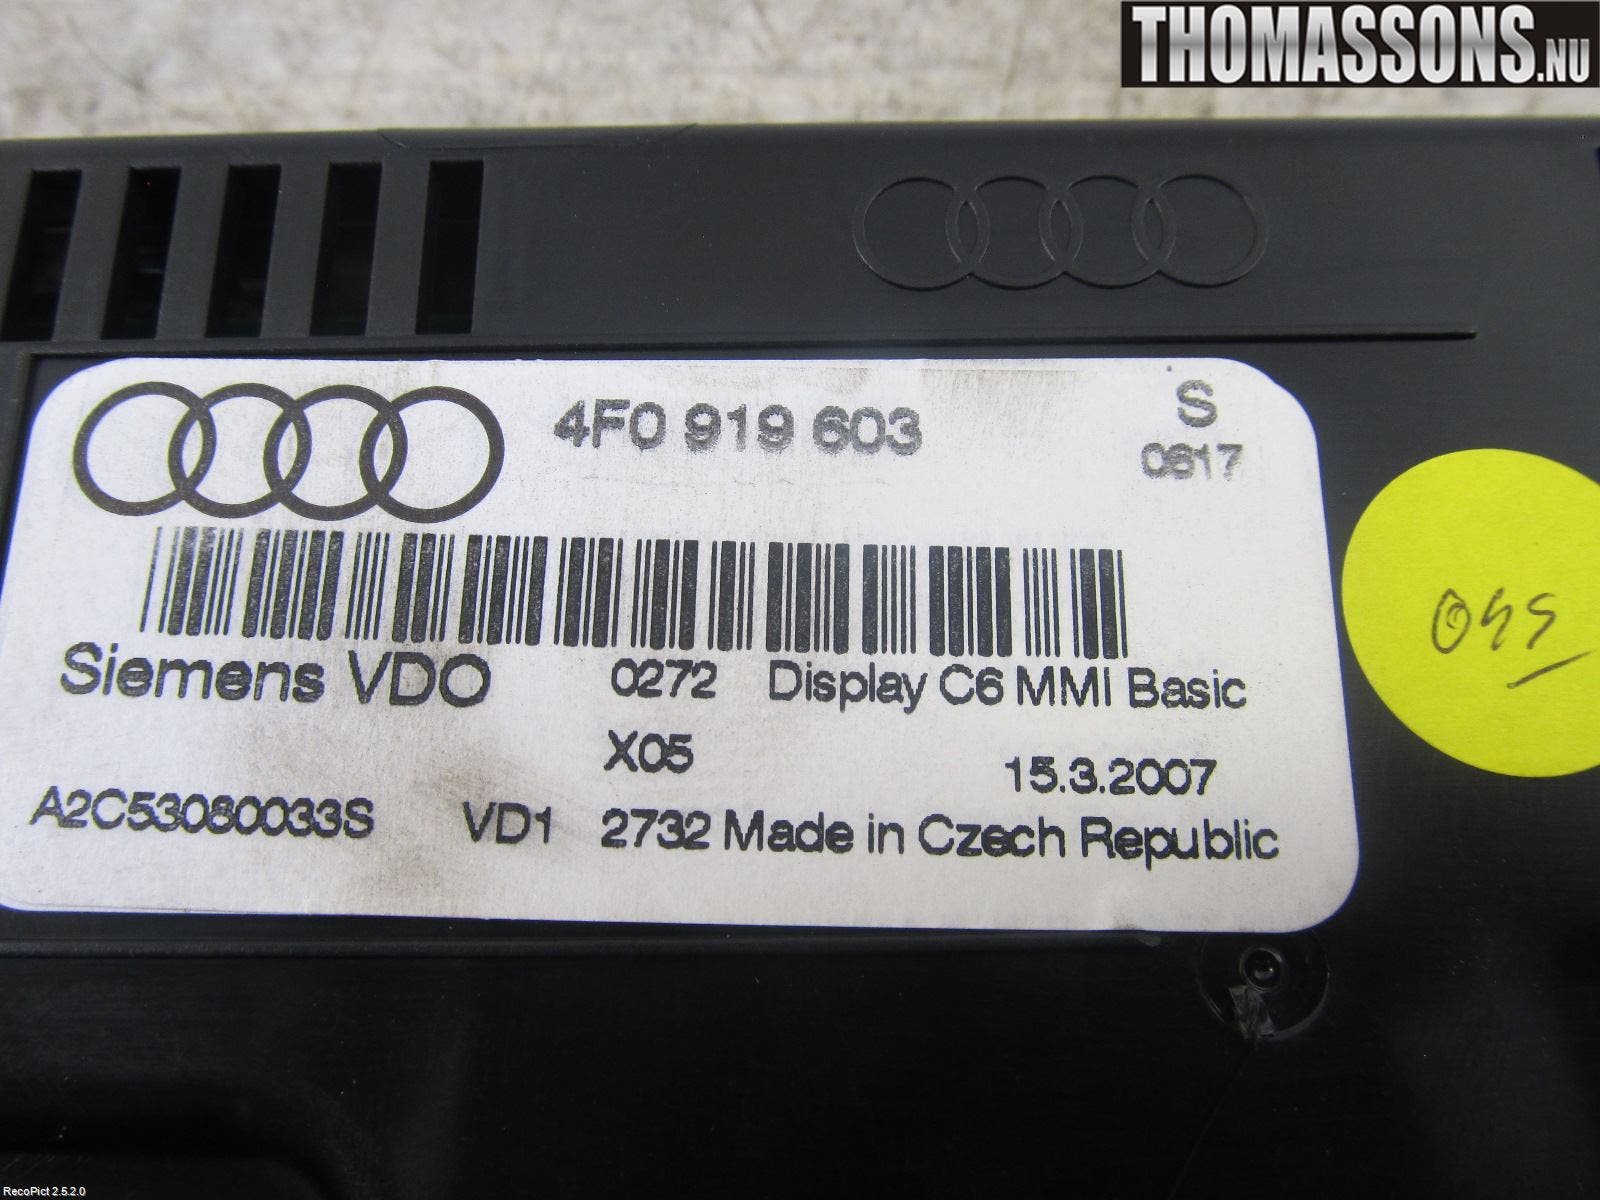 THOMASSONS.NU
4F0 919 603
S
0617
Siemens VDO 0272 Display C6 MMI Basic
X05
15.3.2007
A2C53080033S VD1 2732 Made in Czech Republic
RecoPict 2.5.2.0